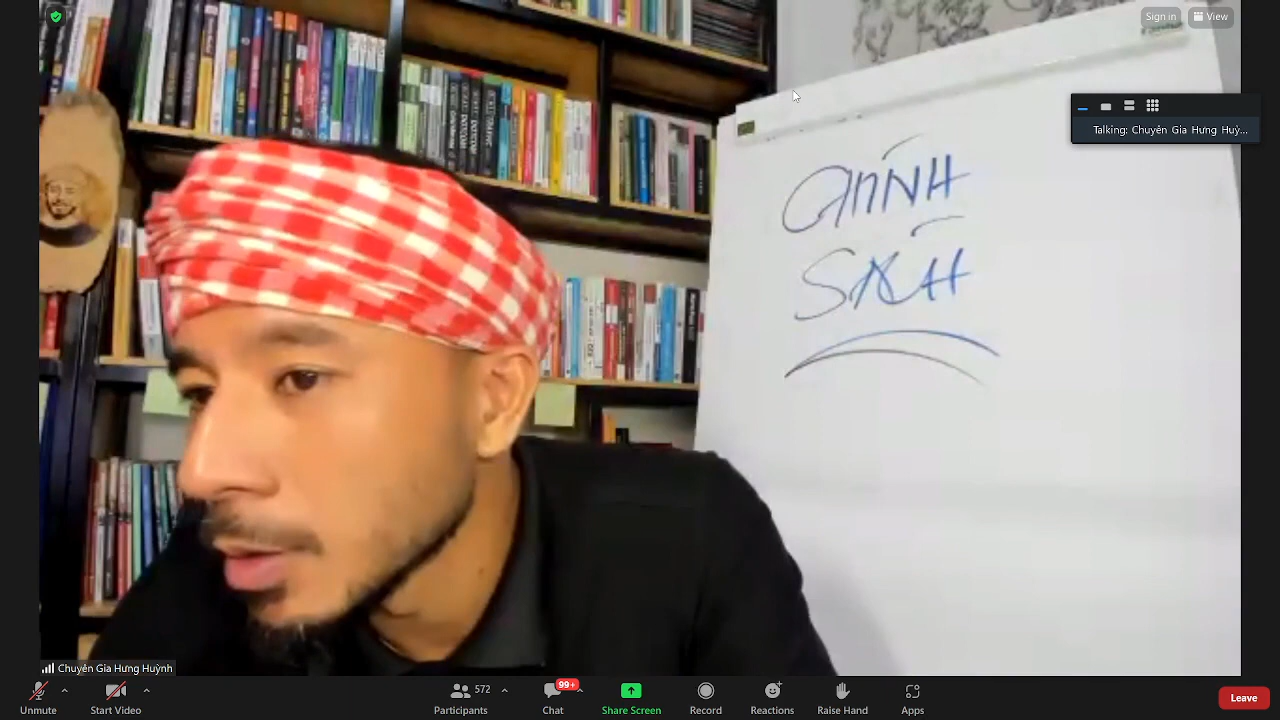 Sign in
View
Talking: Chuyên Gia Hưng Huỳ...
CHÍNH
SÁCH
Chuyên Gia Hưng Huỳnh
Unmute
Start Video
572
Participants
99+
Chat
Share Screen
Record
Reactions
Raise Hand
Apps
Leave